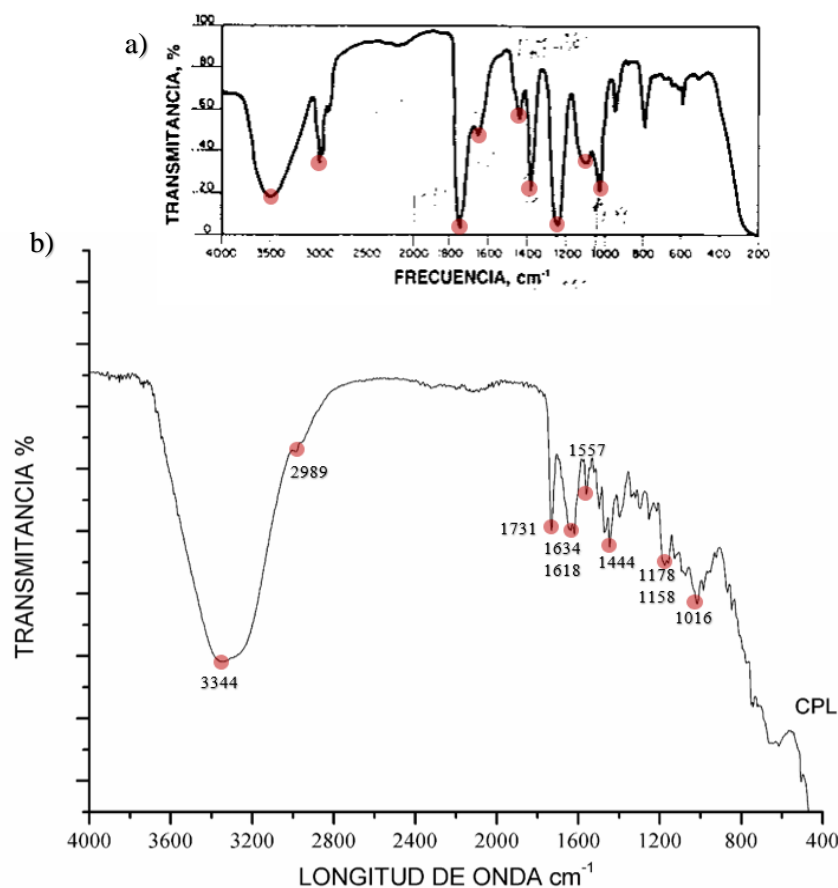 a)
TRANSMITANCIA, %
100
80
60
40
20
0
4000 3500 3000 2500 2000 1800 1600 1400 1200 1000 800 600 400 200
FRECUENCIA, cm-1
b)
TRANSMITANCIA %
3344
2989
1731
1634
1618
1557
1444
1178
1158
1016
CPL
4000 3600 3200 2800 2400 2000 1600 1200 800 400
LONGITUD DE ONDA cm-1